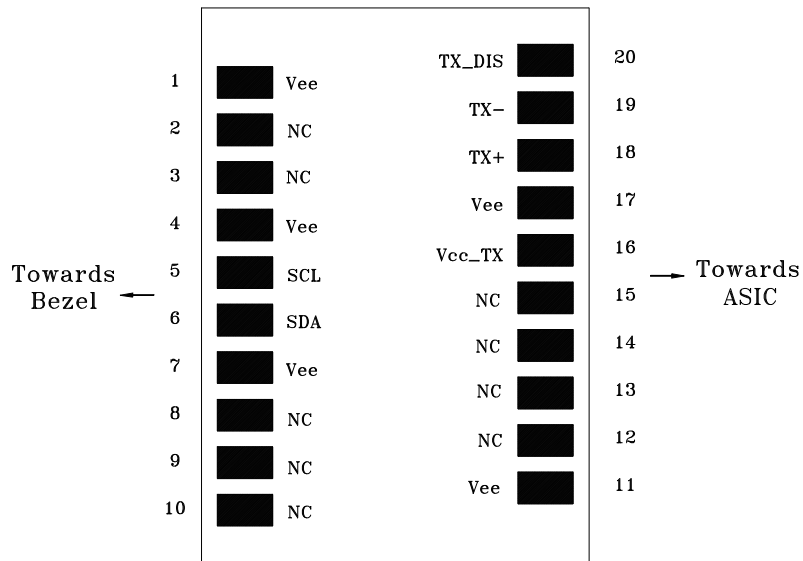 1 Vee
2 NC
3 NC
4 Vee
5 SCL
6 SDA
7 Vee
8 NC
9 NC
10 NC
Towards
Bezel
TX_DIS 20
TX- 19
TX+ 18
Vee 17
Vcc_TX 16
NC 15
NC 14
NC 13
NC 12
Vee 11
Towards
ASIC